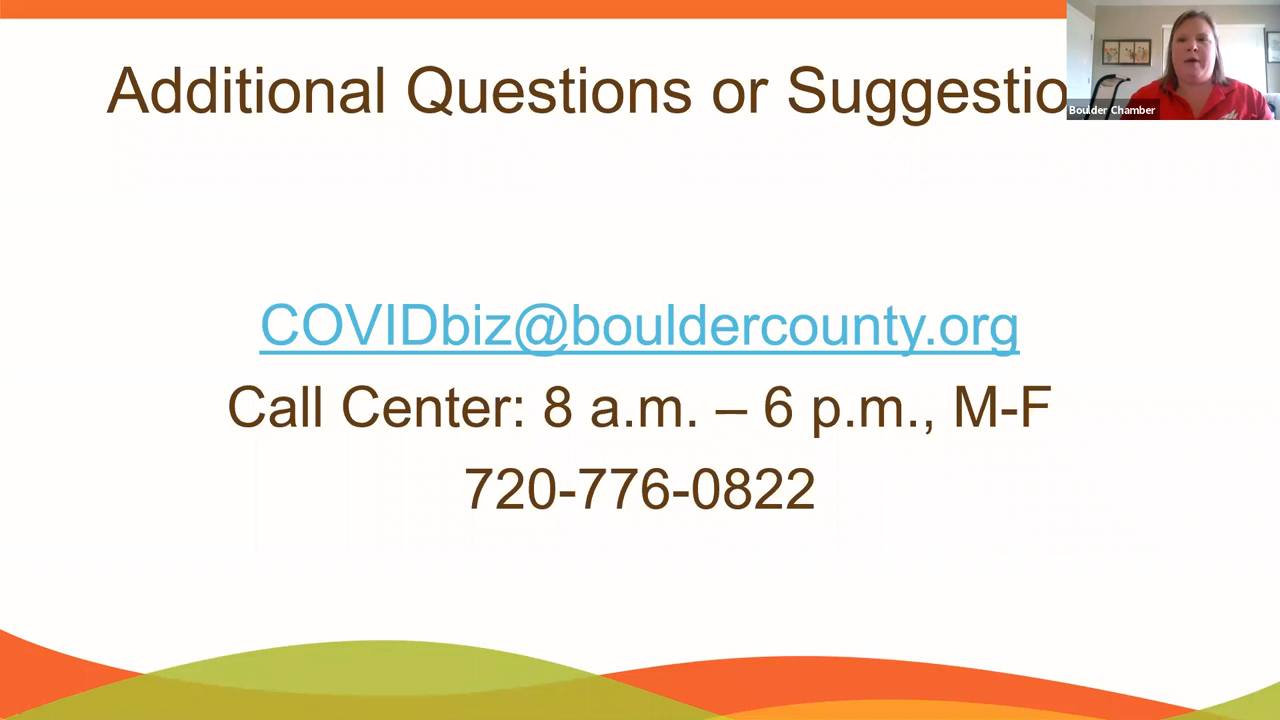 Additional Questions or Suggestio
Boulder Chamber
COVIDbiz@bouldercounty.org
Call Center: 8 a.m. – 6 p.m., M-F
720-776-0822